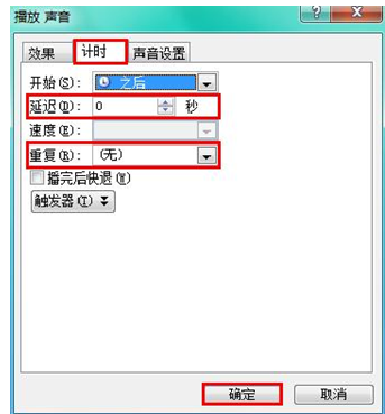 播放 声音
效果 计时 声音设置
开始(S): 之后
延迟(D): 0 秒
速度(E):
重复(R): (无)
播完后快退(W)
触发器(T)
确定 取消